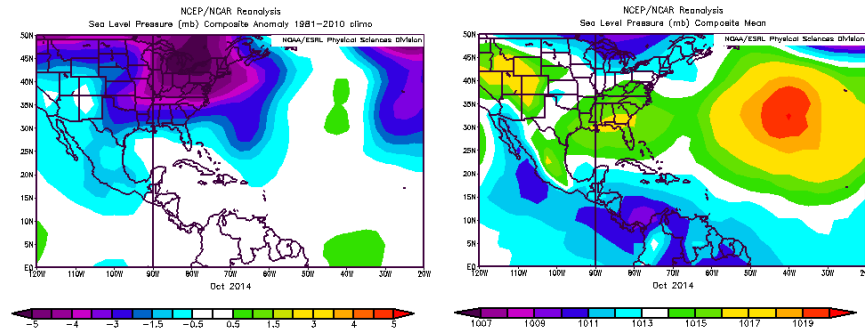 NCEP/NCAR Reanalysis
Sea Level Pressure (mb) Composite Anomaly 1981-2010 climo
NOAA/ESRL Physical Sciences Division
50N
45N
40N
35N
30N
25N
20N
15N
10N
5N
EQ
120W 110W 100W 90W 80W 70W 60W 50W 40W 30W 20W
Oct 2014
-5 -4 -3 -1.5 -0.5 0.5 1.5 3 4 5
NCEP/NCAR Reanalysis
Sea Level Pressure (mb) Composite Mean
NOAA/ESRL Physical Sciences Division
50N
45N
40N
35N
30N
25N
20N
15N
10N
5N
EQ
120W 110W 100W 90W 80W 70W 60W 50W 40W 30W 20W
Oct 2014
1007 1009 1011 1013 1015 1017 1019